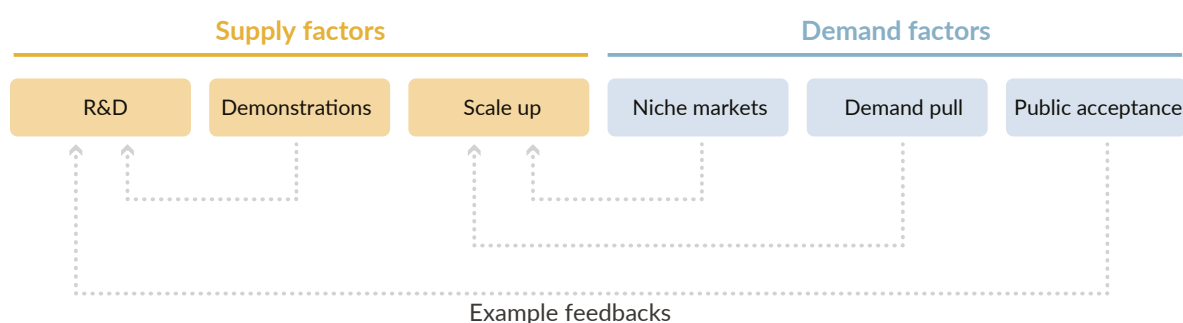 Supply factors
Demand factors
R&D
Demonstrations
Scale up
Niche markets
Demand pull
Public acceptance
Example feedbacks